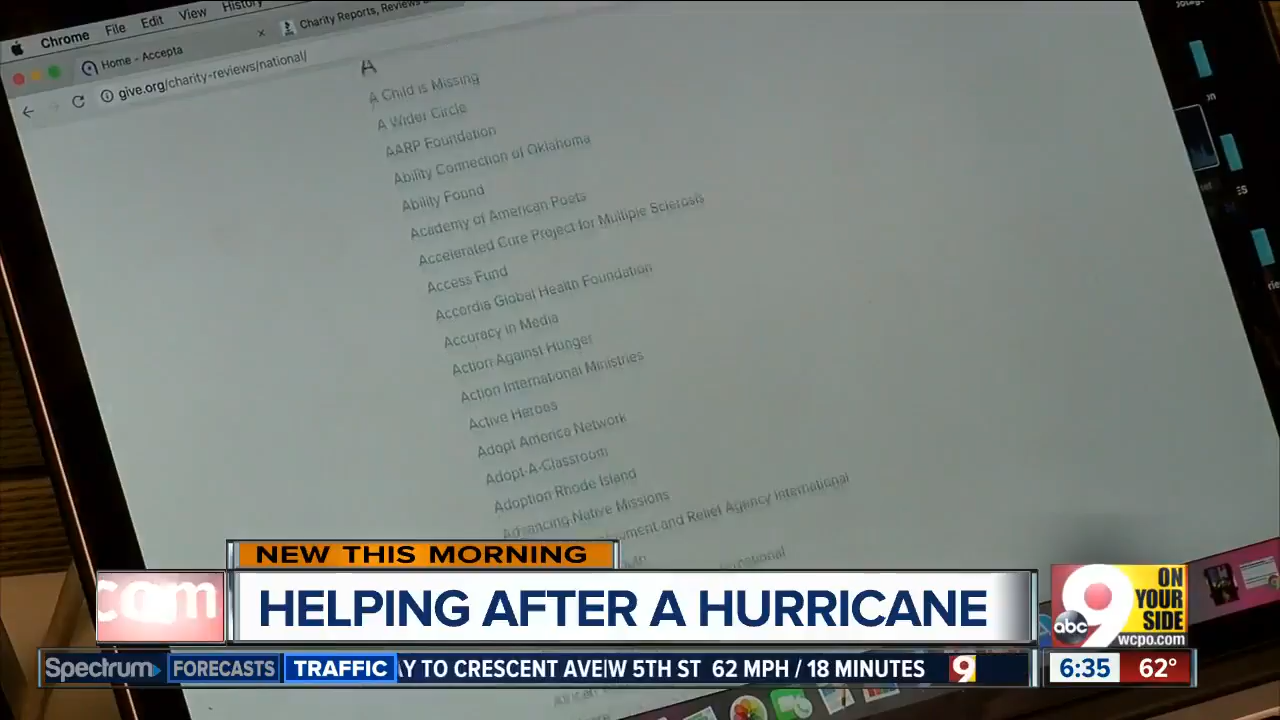 Chrome File Edit View History
Home - Accepta
Charity Reports, Reviews
give.org/charity-reviews/national/
A
A Child is Missing
A Wider Circle
AARP Foundation
Ability Connection of Oklahoma
Ability Found
Academy of American Poets
Accelerated Cure Project for Multiple Sclerosis
Access Fund
Accordia Global Health Foundation
Accuracy in Media
Action Against Hunger
Action International Ministries
Active Heroes
Adopt America Network
Adopt-A-Classroom
Adoption Rhode Island
Advancing Native Missions
and Relief Agency International
NEW THIS MORNING
com
HELPING AFTER A HURRICANE
abc 9
ON YOUR SIDE
wcpo.com
Spectrum FORECASTS TRAFFIC AY TO CRESCENT AVE|W 5TH ST 62 MPH / 18 MINUTES 9
6:35 62°